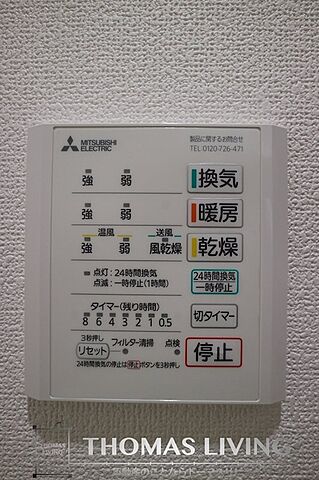 MITSUBISHI
ELECTRIC
製品に関するお問合せ
TEL:0120-726-471
強 弱 換気
強 弱 暖房
温風 送風
強 弱 風乾燥 乾燥
点灯:24時間換気
点滅:一時停止(1時間)
24時間換気
一時停止
タイマー(残り時間)
8 6 4 3 2 1 0.5
切タイマー
3秒押し
リセット フィルター清掃 点検
停止
24時間換気の停止は停止ボタンを3秒押し
THOMAS LIVING